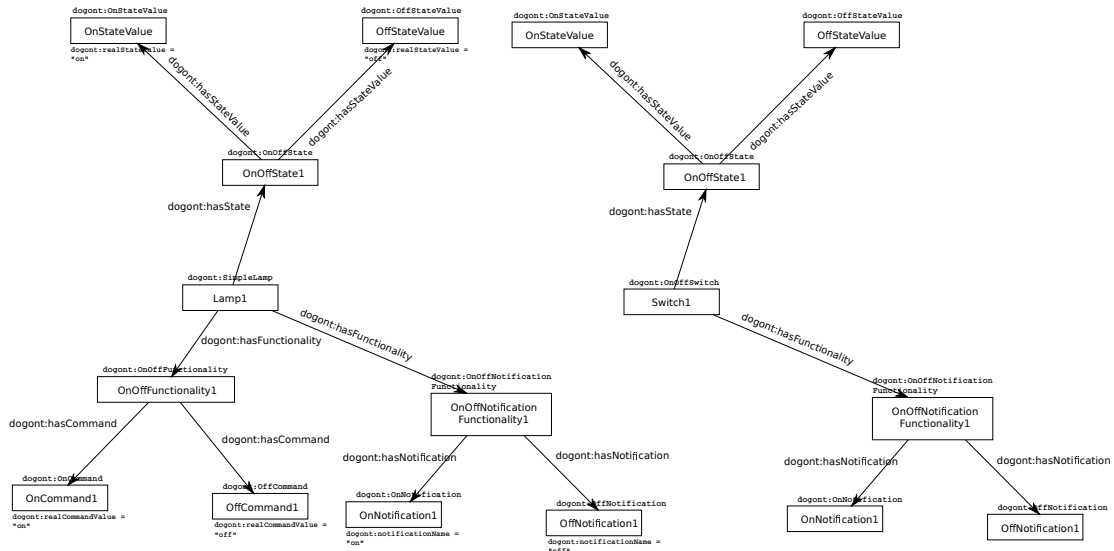 dogont:OnStateValue
OnStateValue
dogont:realStateValue =
"on"
dogont:OffStateValue
OffStateValue
dogont:realStateValue =
"off"
dogont:hasStateValue
dogont:hasStateValue
dogont:OnOffState
OnOffState1
dogont:hasState
dogont:SimpleLamp
Lamp1
dogont:hasFunctionality
dogont:hasFunctionality
dogont:OnOffFunctionality
OnOffFunctionality1
dogont:hasCommand
dogont:hasCommand
dogont:OnCommand
OnCommand1
dogont:realCommandValue =
"on"
dogont:OffCommand
OffCommand1
dogont:realCommandValue =
"off"
dogont:OnOffNotification
Functionality
OnOffNotification
Functionality1
dogont:hasNotification
dogont:hasNotification
dogont:OnNotification
OnNotification1
dogont:notificationName =
"on"
dogont:OffNotification
OffNotification1
dogont:notificationName =
"off"
dogont:OnStateValue
OnStateValue
dogont:OffStateValue
OffStateValue
dogont:hasStateValue
dogont:hasStateValue
dogont:OnOffState
OnOffState1
dogont:hasState
dogont:OnOffSwitch
Switch1
dogont:hasFunctionality
dogont:OnOffNotification
Functionality
OnOffNotification
Functionality1
dogont:hasNotification
dogont:hasNotification
dogont:OnNotification
OnNotification1
dogont:OffNotification
OffNotification1